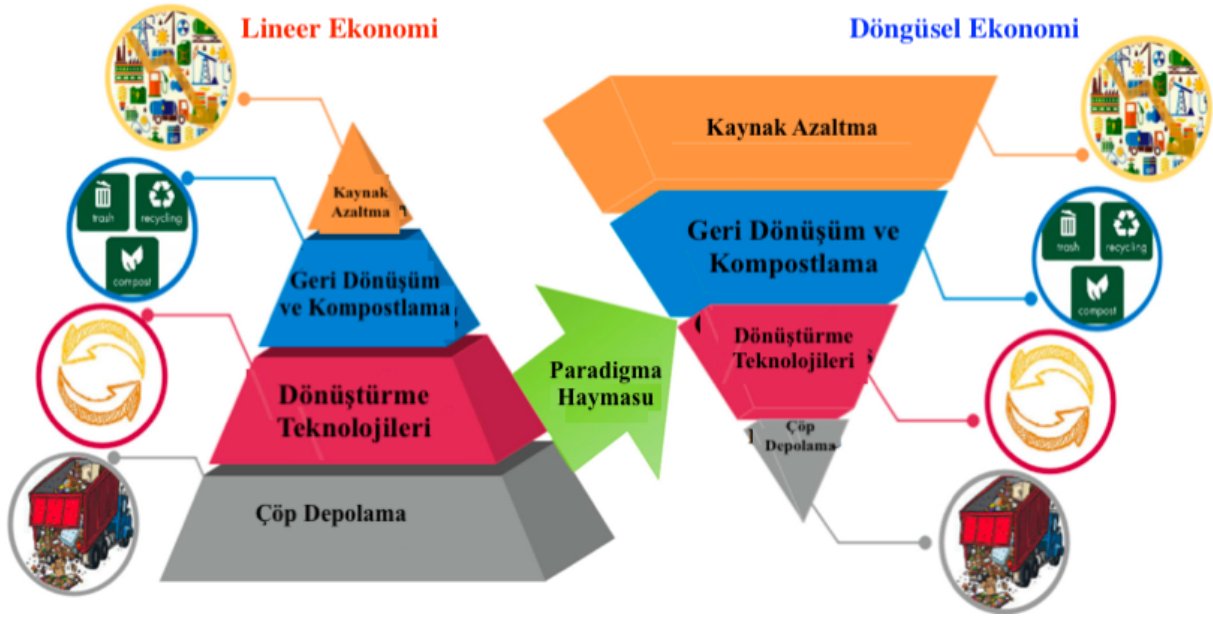 Lineer Ekonomi
Döngüsel Ekonomi
trash
recycling
compost
Kaynak
Azaltma
Geri Dönüşüm
ve Kompostlama
Dönüştürme
Teknolojileri
Çöp Depolama
Paradigma
Haymasu
Kaynak Azaltma
Geri Dönüşüm ve
Kompostlama
Dönüştürme
Teknolojileri
Çöp
Depolama
trash
recycling
compost